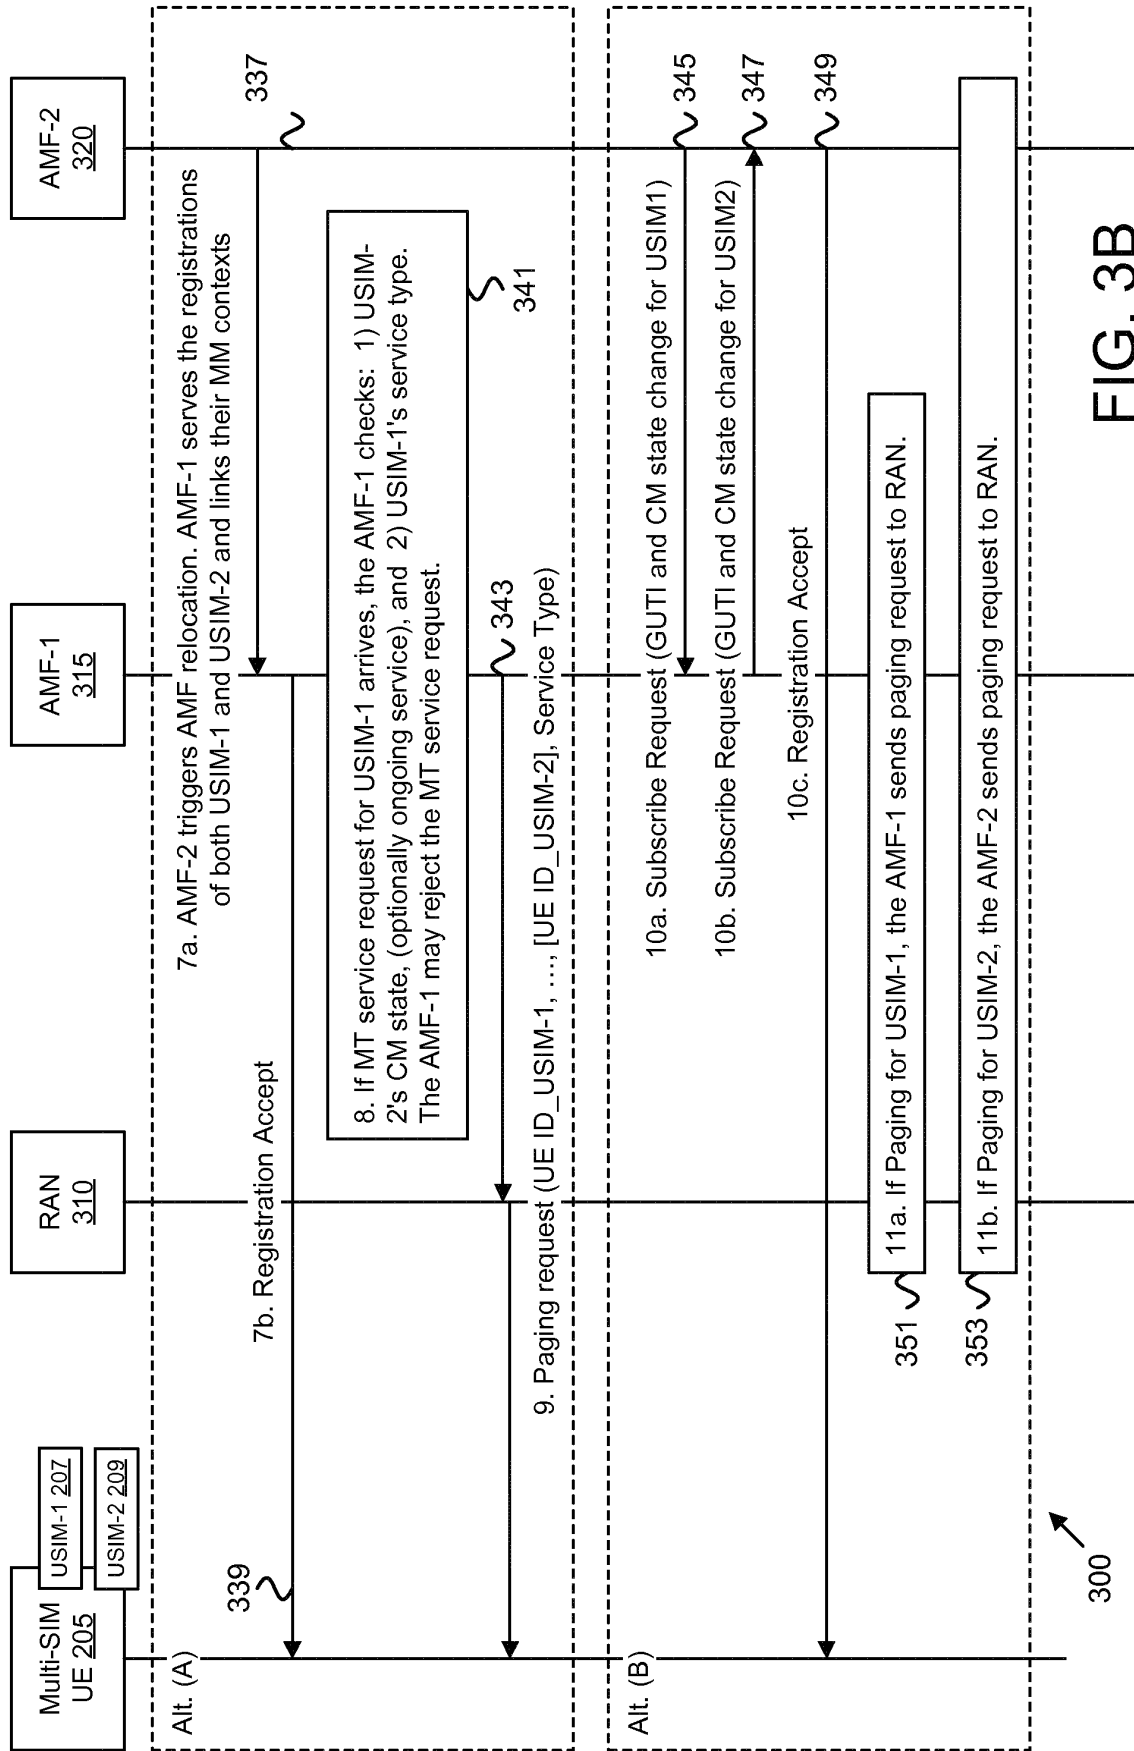 Multi-SIM
UE 205
USIM-1 207
USIM-2 209
RAN
310
AMF-1
315
AMF-2
320
Alt. (A)
7a. AMF-2 triggers AMF relocation. AMF-1 serves the registrations
of both USIM-1 and USIM-2 and links their MM contexts
337
7b. Registration Accept
339
8. If MT service request for USIM-1 arrives, the AMF-1 checks: 1) USIM-
2's CM state, (optionally ongoing service), and 2) USIM-1's service type.
The AMF-1 may reject the MT service request.
341
343
9. Paging request (UE ID_USIM-1, …, [UE ID_USIM-2], Service Type)
Alt. (B)
10a. Subscribe Request (GUTI and CM state change for USIM1)
345
10b. Subscribe Request (GUTI and CM state change for USIM2)
347
10c. Registration Accept
349
11a. If Paging for USIM-1, the AMF-1 sends paging request to RAN.
351
11b. If Paging for USIM-2, the AMF-2 sends paging request to RAN.
353
300
FIG. 3B